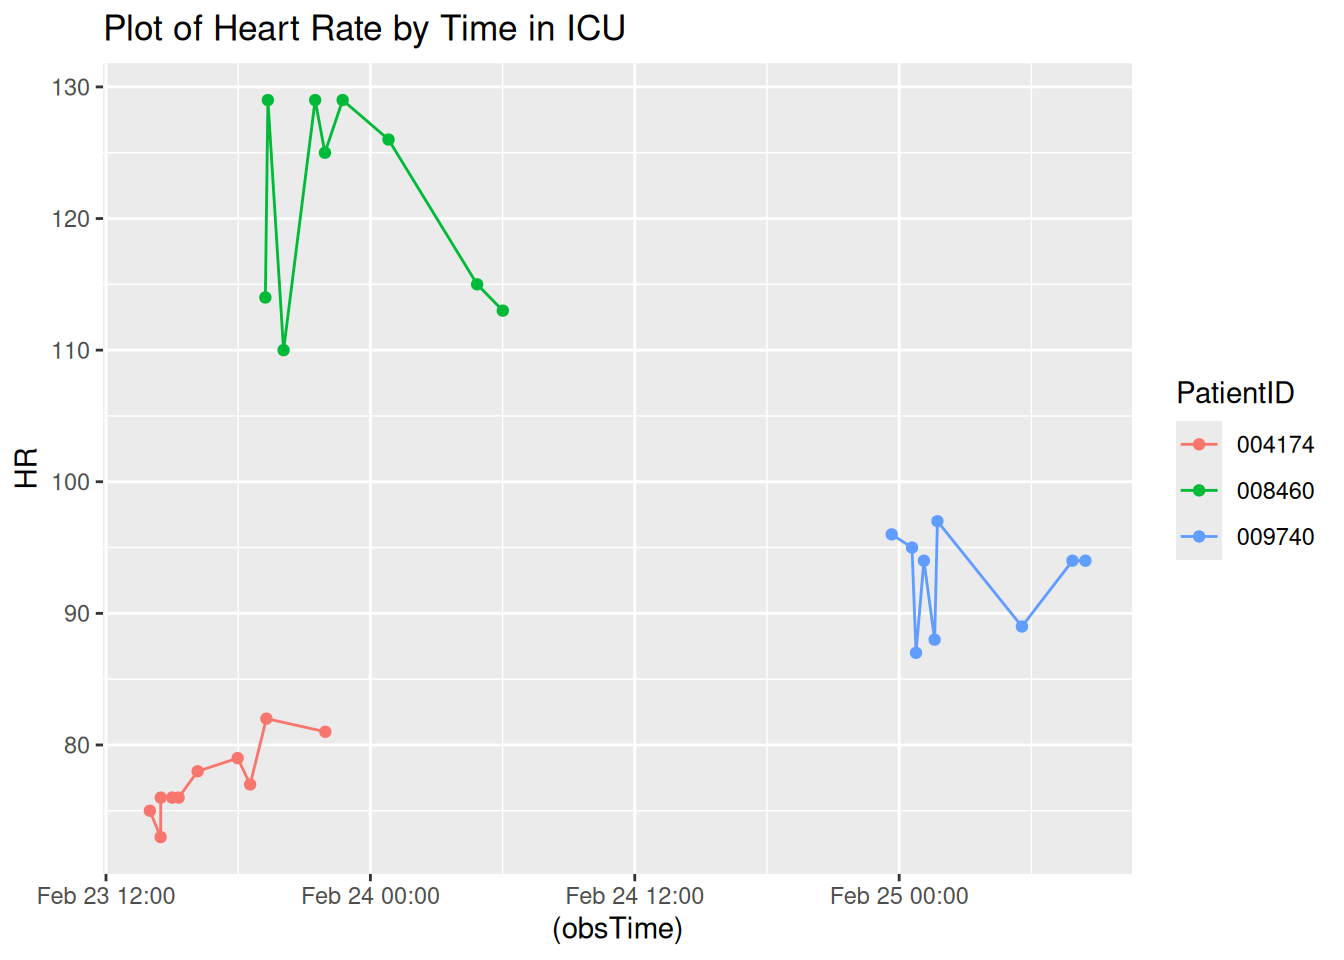 Plot of Heart Rate by Time in ICU
130
120
110
100
90
80
HR
Feb 23 12:00
Feb 24 00:00
Feb 24 12:00
Feb 25 00:00
(obsTime)
PatientID
004174
008460
009740